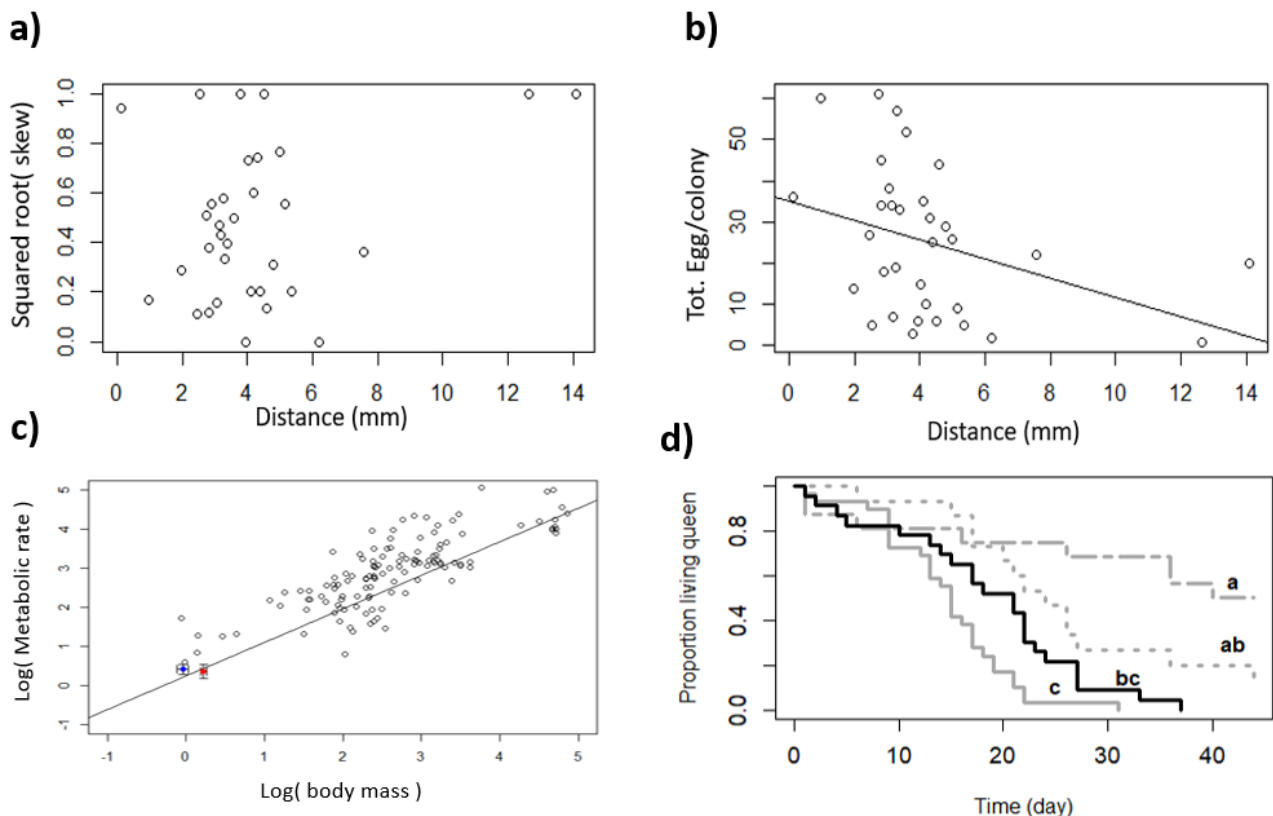 a)
Squared root( skew)
0.0 0.2 0.4 0.6 0.8 1.0
0 2 4 6 8 10 12 14
Distance (mm)
b)
Tot. Egg/colony
0 10 30 50
0 2 4 6 8 10 12 14
Distance (mm)
c)
Log( Metabolic rate )
-1 0 1 2 3 4 5
-1 0 1 2 3 4 5
Log( body mass )
d)
Proportion living queen
0.0 0.4 0.8
a
ab
bc
c
0 10 20 30 40
Time (day)